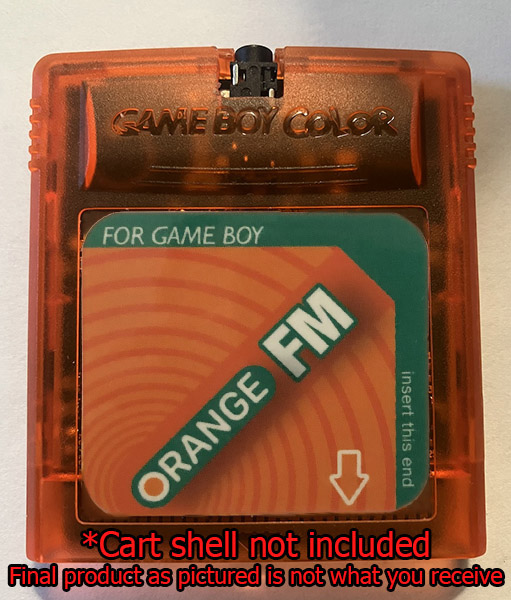 GAME BOY COLOR
FOR GAME BOY
ORANGE FM
insert this end
*Cart shell not included
Final product as pictured is not what you receive